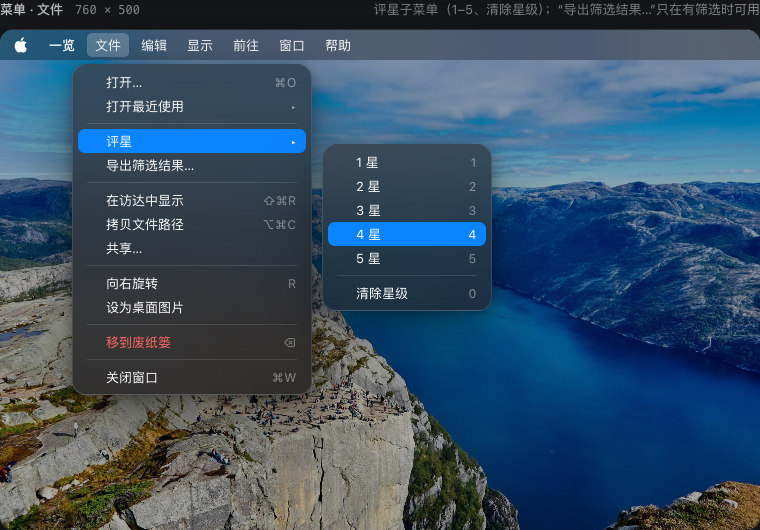 菜单 · 文件 760 × 500 评星子菜单（1–5、清除星级）；“导出筛选结果…”只在有筛选时可用
一览 文件 编辑 显示 前往 窗口 帮助
打开… ⌘O
打开最近使用 ▸
评星 ▸
导出筛选结果…
在访达中显示 ⇧⌘R
拷贝文件路径 ⌥⌘C
共享…
向右旋转 R
设为桌面图片
移到废纸篓 ⌫
关闭窗口 ⌘W
1 星 1
2 星 2
3 星 3
4 星 4
5 星 5
清除星级 0